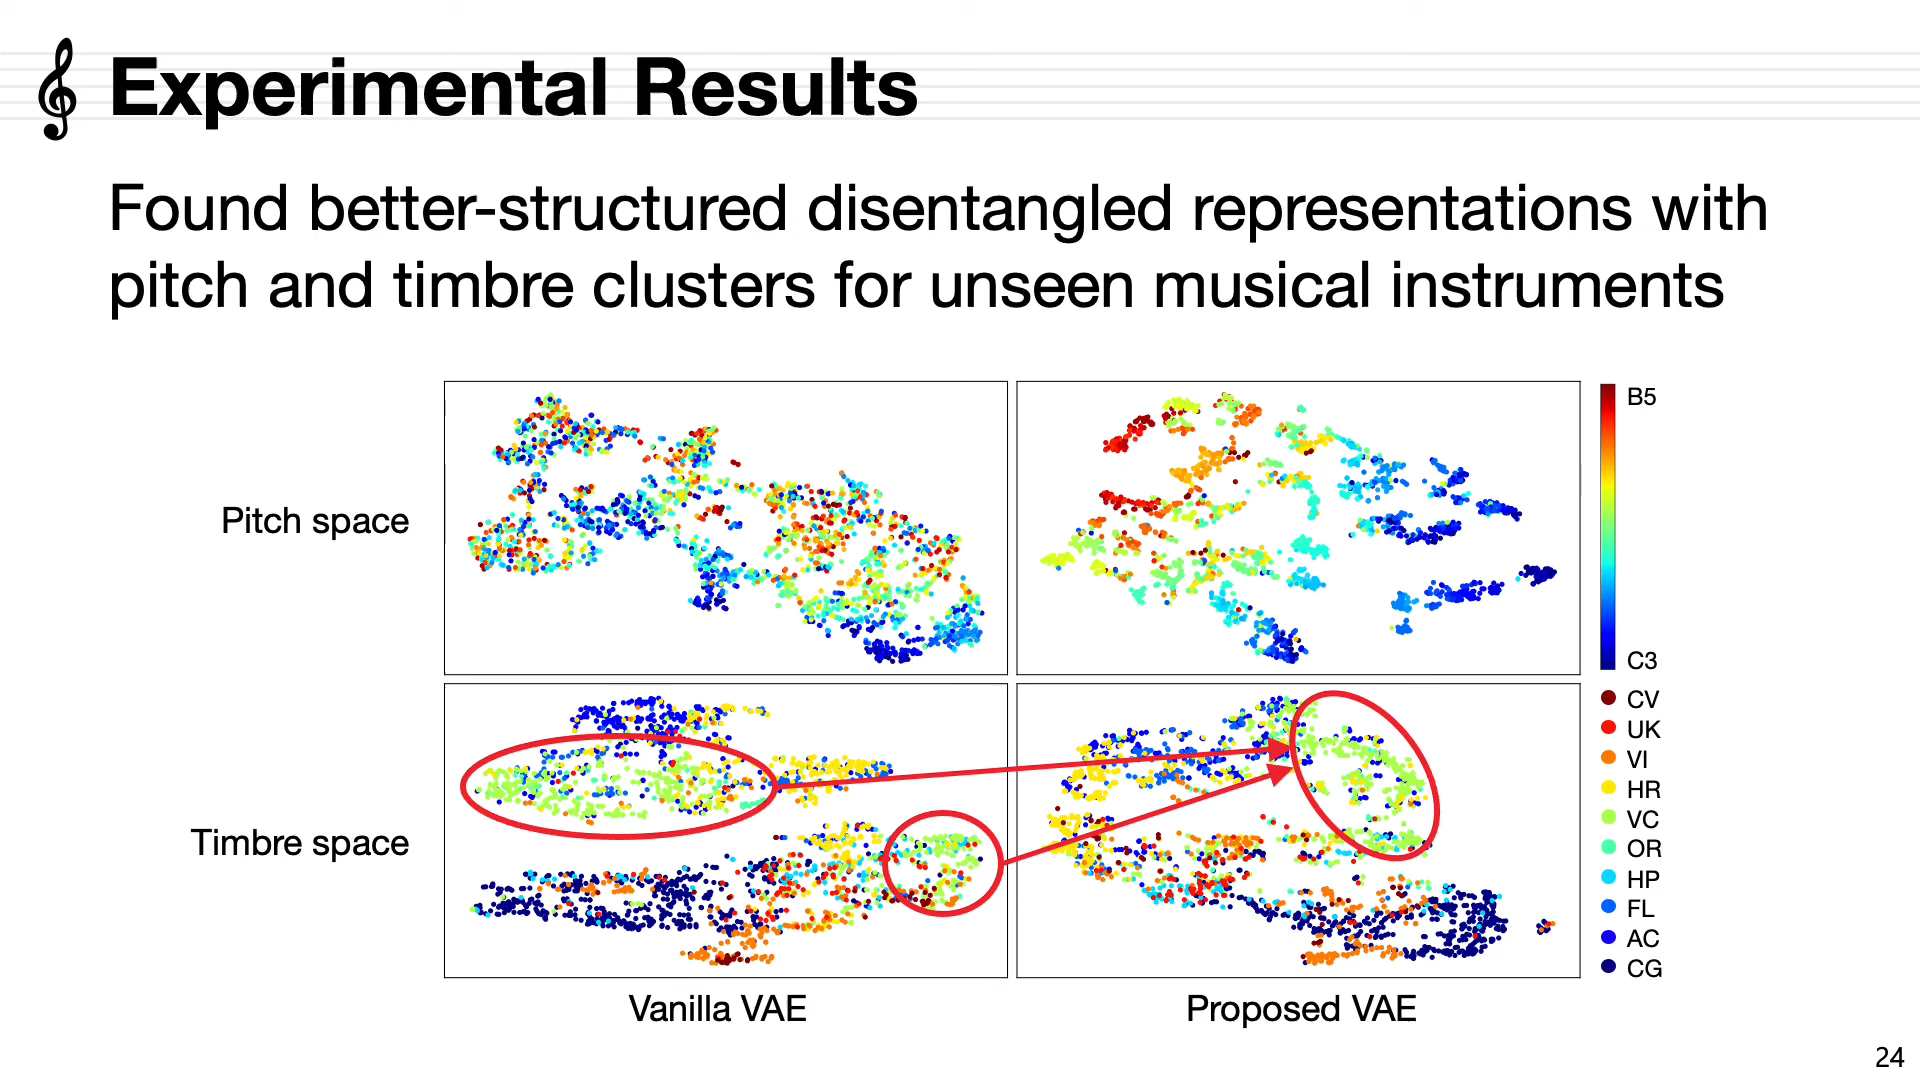 Experimental Results
Found better-structured disentangled representations with
pitch and timbre clusters for unseen musical instruments
Pitch space
B5
C3
Timbre space
CV
UK
VI
HR
VC
OR
HP
FL
AC
CG
Vanilla VAE
Proposed VAE
24